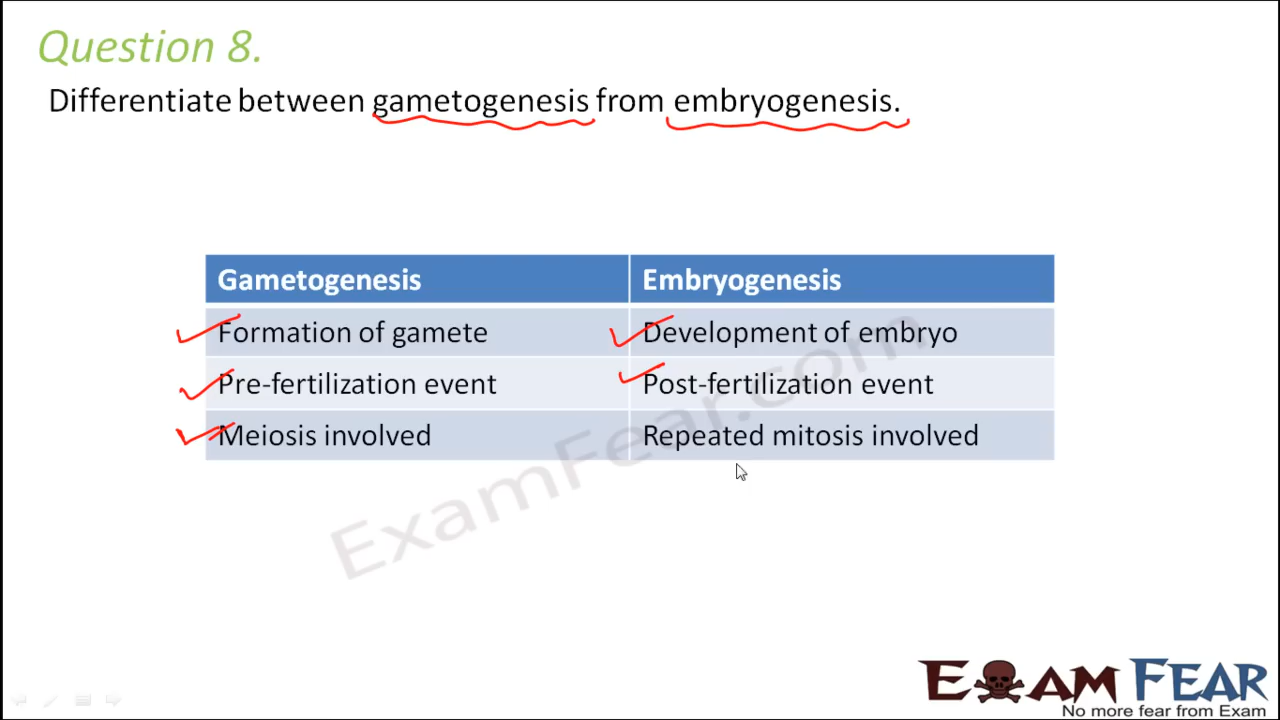 Question 8.
Differentiate between gametogenesis from embryogenesis.
Gametogenesis Embryogenesis
Formation of gamete Development of embryo
Pre-fertilization event Post-fertilization event
Meiosis involved Repeated mitosis involved
ExamFear.com
EXAM FEAR
No more fear from Exam